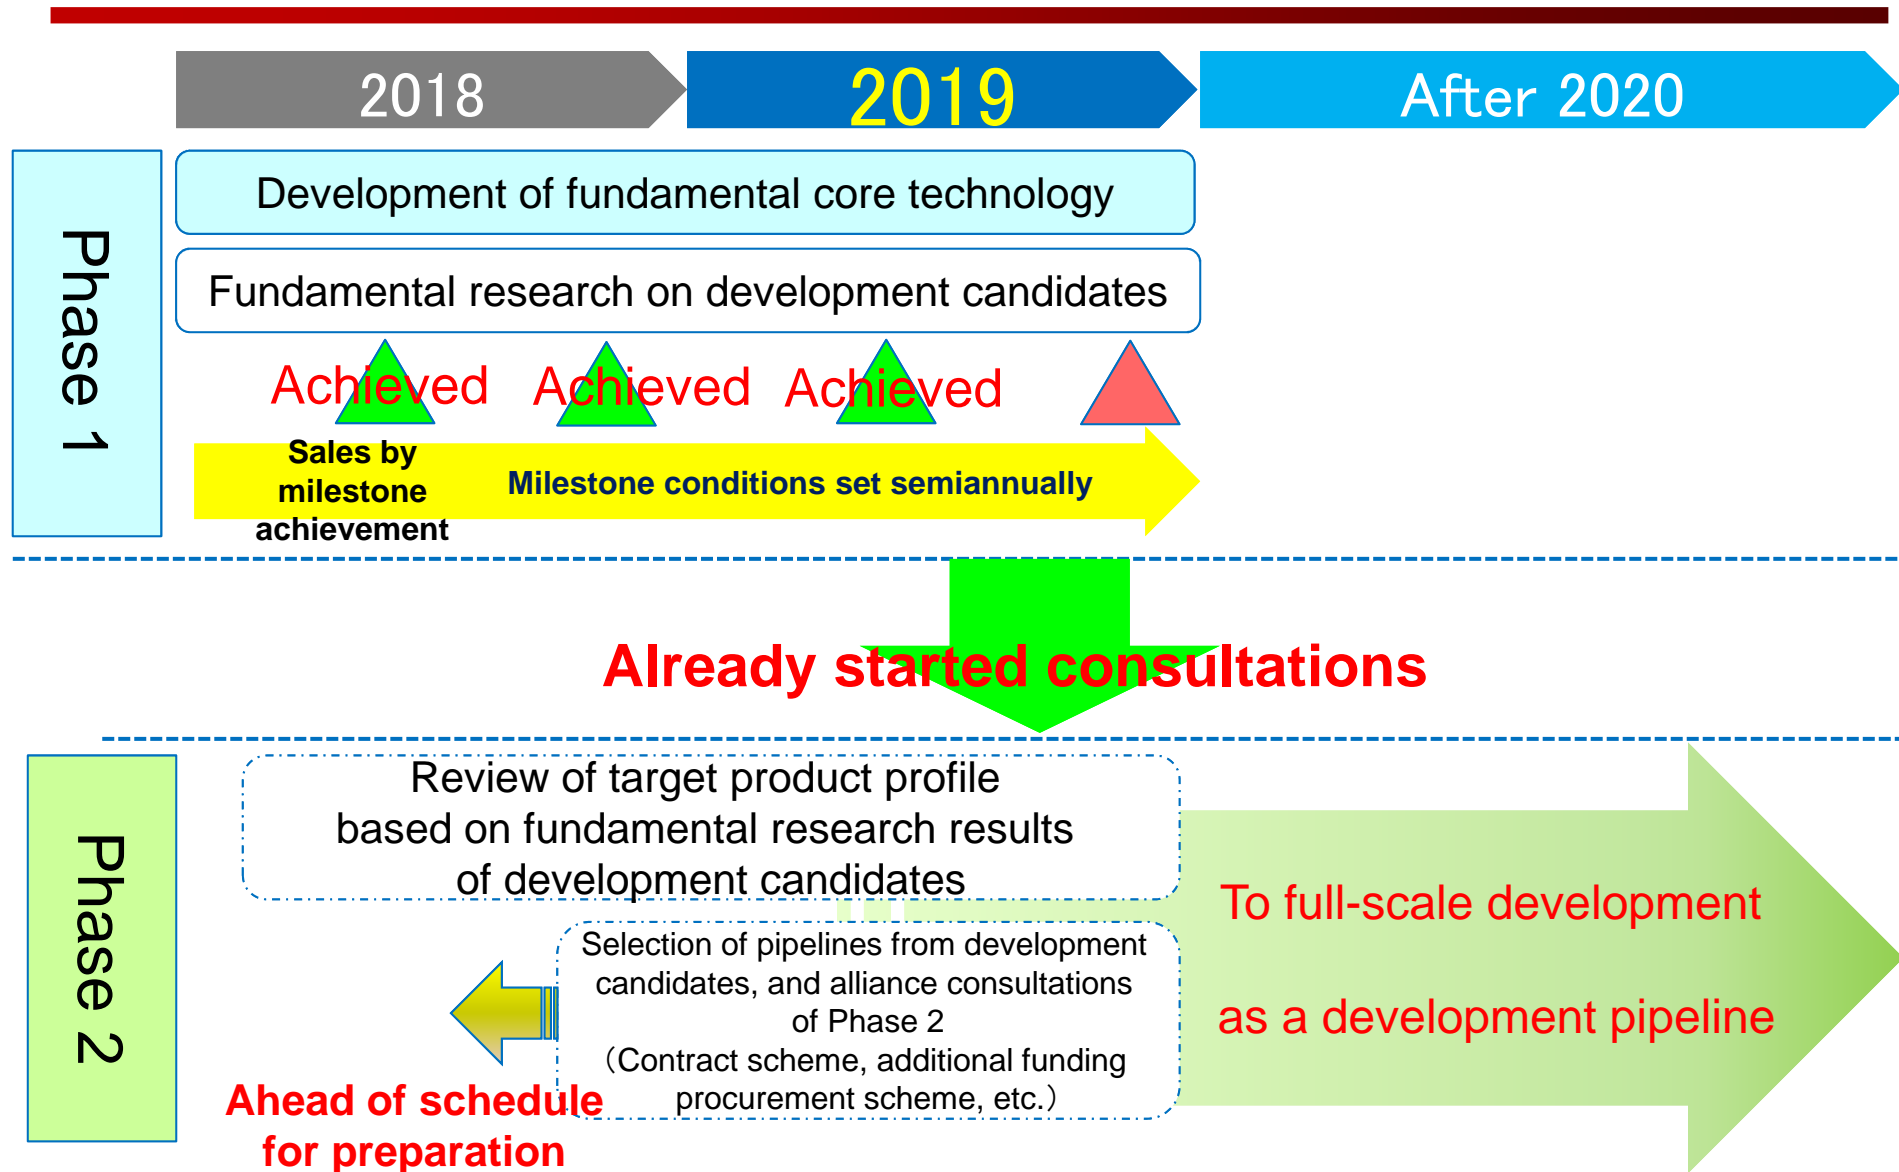 2018
2019
After 2020
Phase 1
Development of fundamental core technology
Fundamental research on development candidates
Achieved
Achieved
Achieved
Sales by
milestone
achievement
Milestone conditions set semiannually
Already started consultations
Phase 2
Review of target product profile
based on fundamental research results
of development candidates
Selection of pipelines from development
candidates, and alliance consultations
of Phase 2
（Contract scheme, additional funding
procurement scheme, etc.）
Ahead of schedule
for preparation
To full-scale development
as a development pipeline